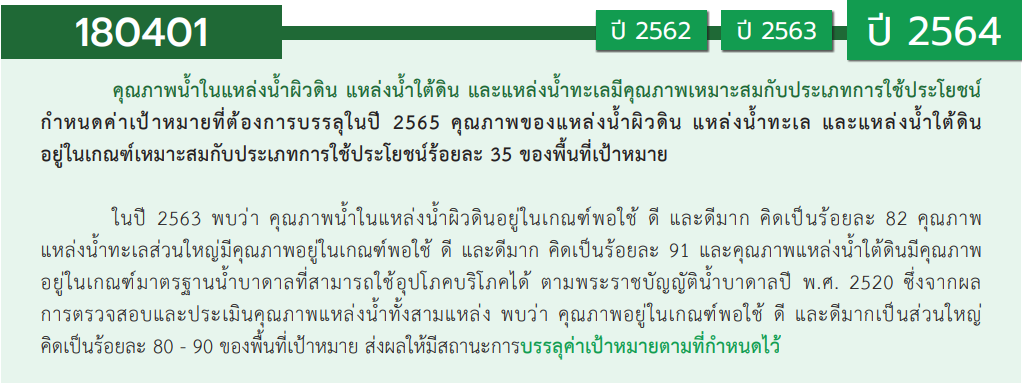 180401
ปี 2562
ปี 2563
ปี 2564
คุณภาพน้ำในแหล่งน้ำผิวดิน แหล่งน้ำใต้ดิน และแหล่งน้ำทะเลมีคุณภาพเหมาะสมกับประเภทการใช้ประโยชน์
กำหนดค่าเป้าหมายที่ต้องการบรรลุในปี 2565 คุณภาพของแหล่งน้ำผิวดิน แหล่งน้ำทะเล และแหล่งน้ำใต้ดิน
อยู่ในเกณฑ์เหมาะสมกับประเภทการใช้ประโยชน์ร้อยละ 35 ของพื้นที่เป้าหมาย
ในปี 2563 พบว่า คุณภาพน้ำในแหล่งน้ำผิวดินอยู่ในเกณฑ์พอใช้ ดี และดีมาก คิดเป็นร้อยละ 82 คุณภาพ
แหล่งน้ำทะเลส่วนใหญ่มีคุณภาพอยู่ในเกณฑ์พอใช้ ดี และดีมาก คิดเป็นร้อยละ 91 และคุณภาพแหล่งน้ำใต้ดินมีคุณภาพ
อยู่ในเกณฑ์มาตรฐานน้ำบาดาลที่สามารถใช้อุปโภคบริโภคได้ ตามพระราชบัญญัติน้ำบาดาลปี พ.ศ. 2520 ซึ่งจากผล
การตรวจสอบและประเมินคุณภาพแหล่งน้ำทั้งสามแหล่ง พบว่า คุณภาพอยู่ในเกณฑ์พอใช้ ดี และดีมากเป็นส่วนใหญ่
คิดเป็นร้อยละ 80 - 90 ของพื้นที่เป้าหมาย ส่งผลให้มีสถานะการบรรลุค่าเป้าหมายตามที่กำหนดไว้